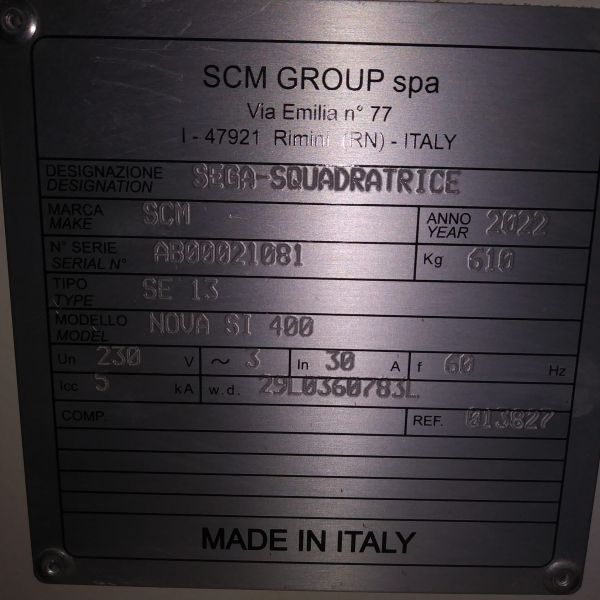 SCM GROUP spa
Via Emilia n° 77
I - 47921 Rimini (RN) - ITALY
DESIGNAZIONE SEGA-SQUADRATRICE
DESIGNATION
MARCA SCM ANNO 2022
MAKE YEAR
N° SERIE AB00021081 Kg 610
SERIAL N°
TIPO SE 13
TYPE
MODELLO NOVA SI 400
MODEL
Un 230 V ~ 3 In 30 A f 60 Hz
Icc 5 kA w.d. 29L0360783L
COMP. REF. 013827
MADE IN ITALY